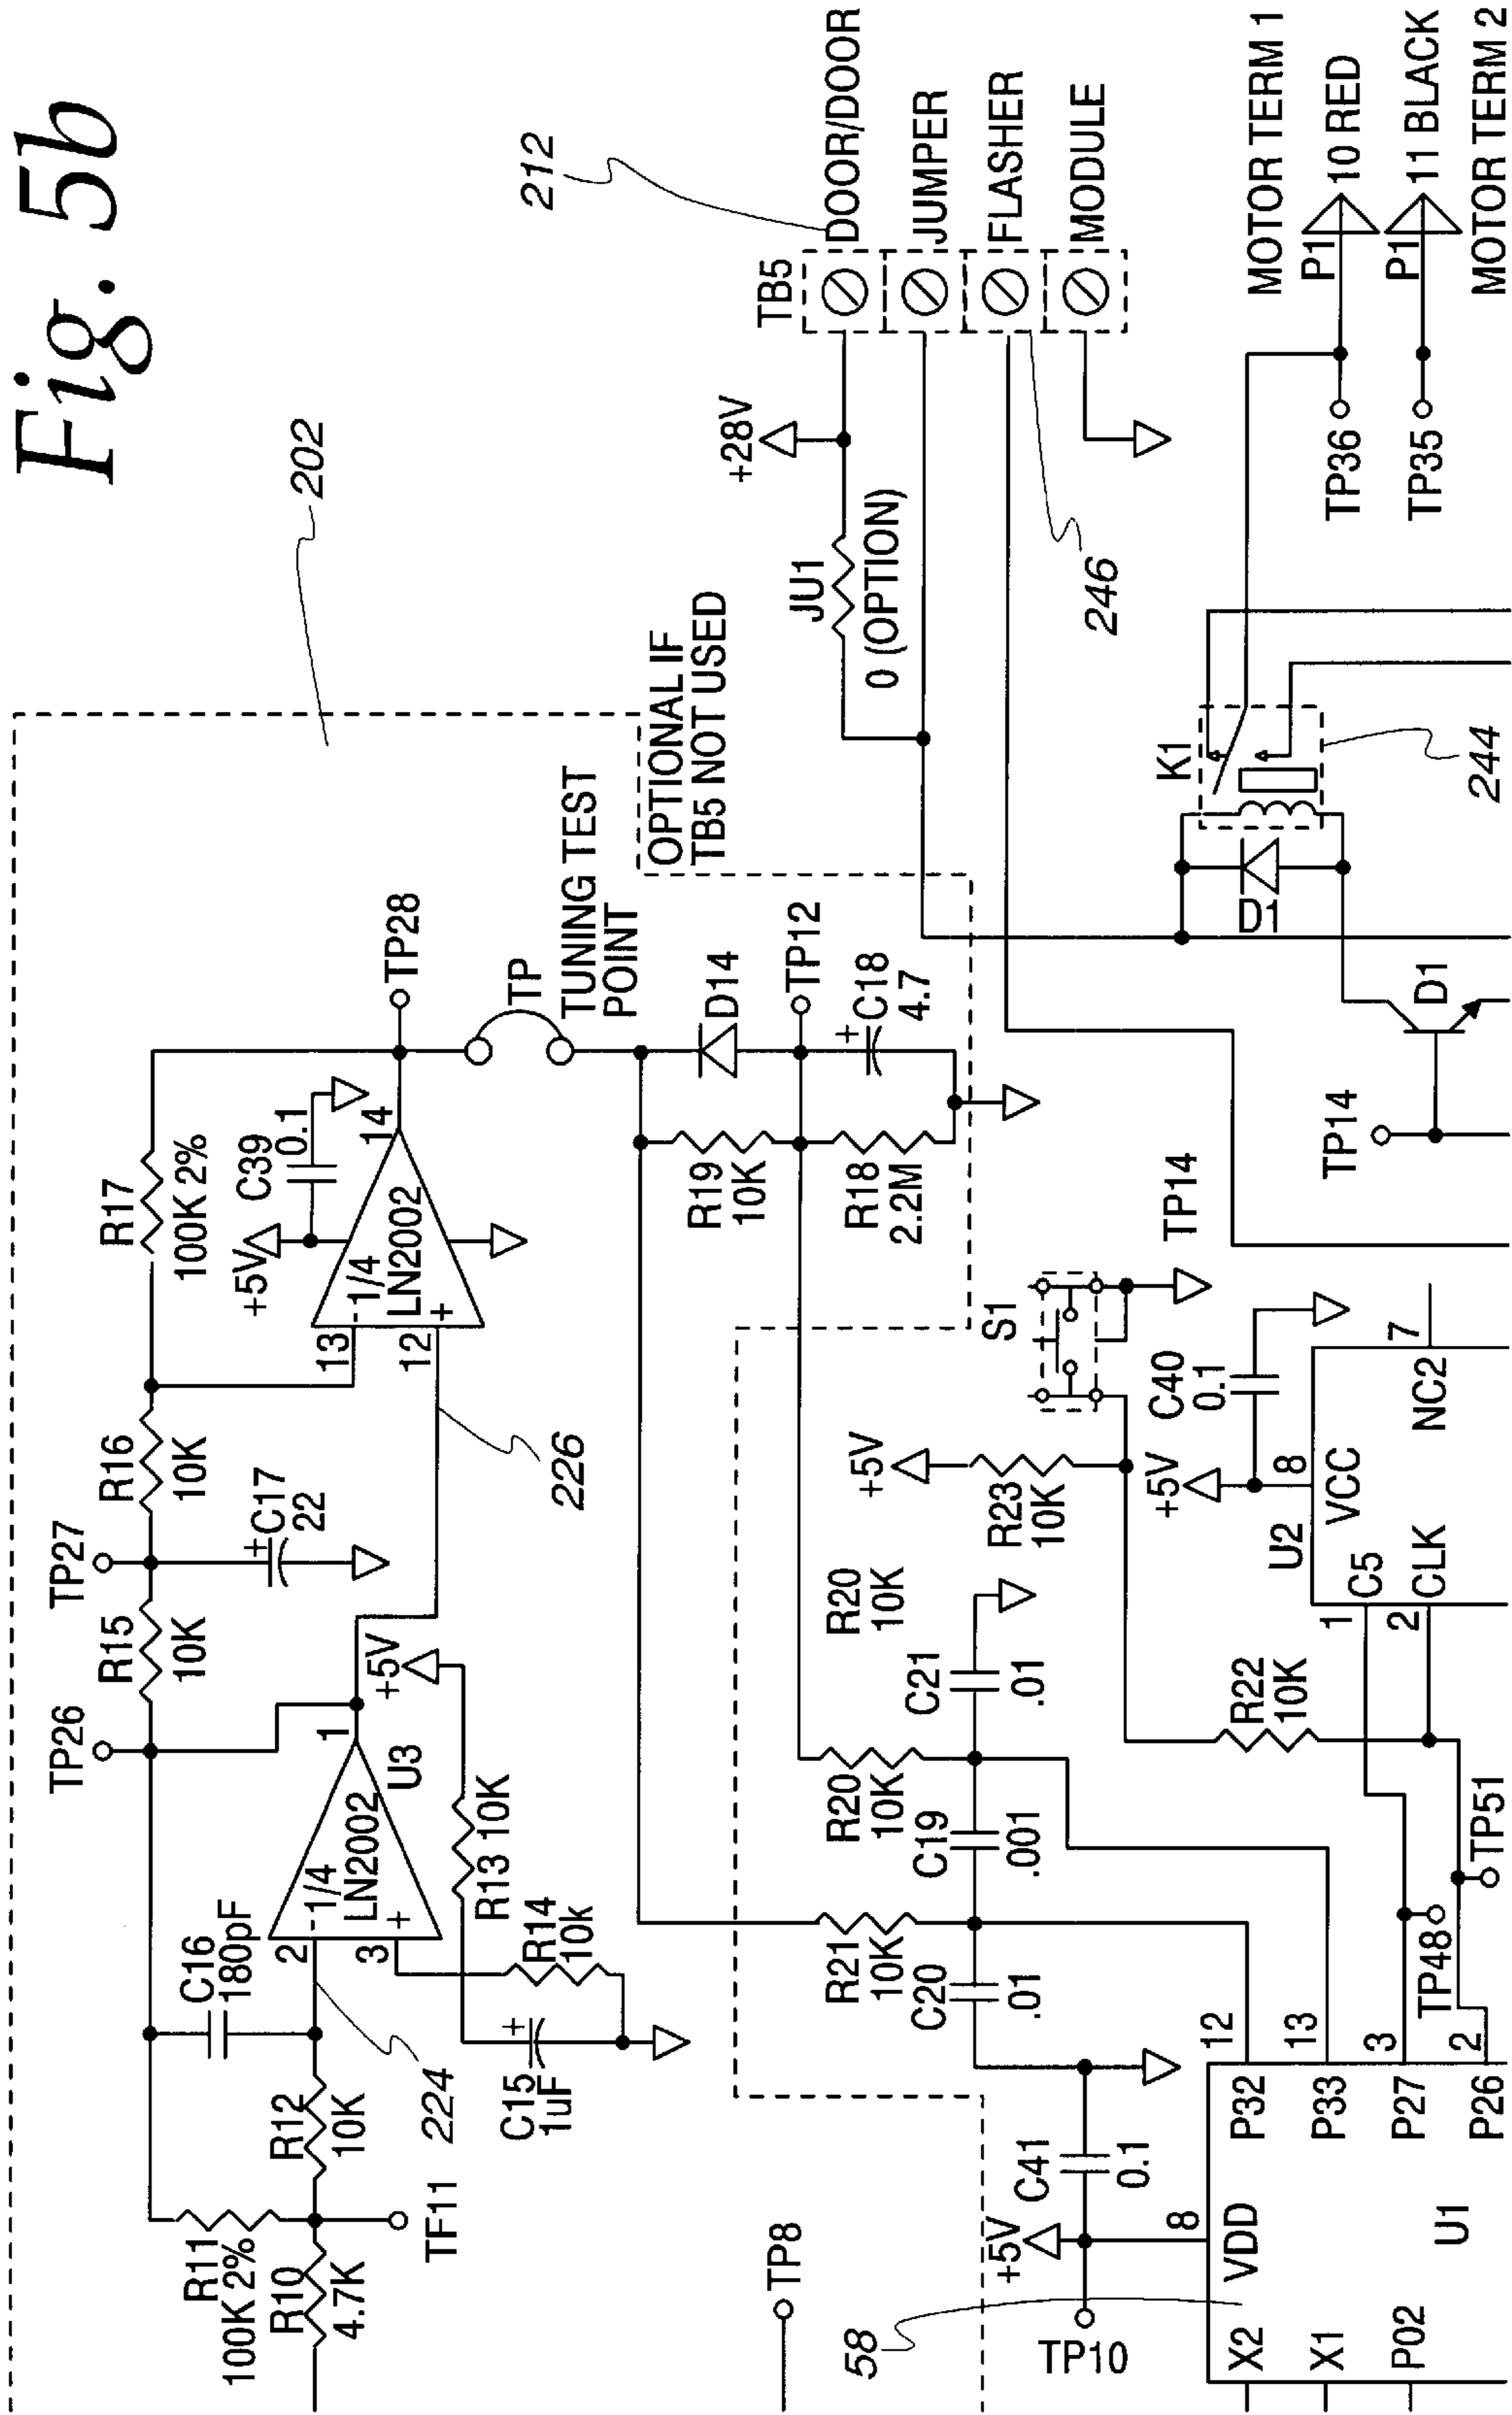 Fig. 5b
202
212
TP26
TP27
R15
10K
R16
10K
R17
100K 2%
C17
22
+
C39
0.1
+5V
R11
100K 2%
R10
4.7K
R12
10K
TF11
C16
180pF
224
2
3
-1/4
LN2002
+
1
U3
+5V
R13 10K
R14
10k
C15
1uF
+
226
13
12
-1/4
LN2002
+
14
TP28
TP
TUNING TEST
POINT
OPTIONAL IF
TB5 NOT USED
R19
10K
D14
TP12
R18
2.2M
C18
4.7
+
JU1
0 (OPTION)
+28V
TB5
DOOR/DOOR
JUMPER
FLASHER
MODULE
246
TP8
58
+5V
TP10
C41
0.1
R21
10K
C20
.01
R20
10K
C19
.001
C21
.01
R20
10K
+5V
R23
10K
S1
TP14
R22
10K
+5V
C40
0.1
U2
8
VCC
1
C5
2
CLK
NC2
7
TP14
D1
D1
K1
244
MOTOR TERM 1
P1
10 RED
TP36
P1
11 BLACK
TP35
MOTOR TERM 2
X2
X1
P02
8
VDD
U1
P32
12
P33
13
P27
3
P26
2
TP48
TP51